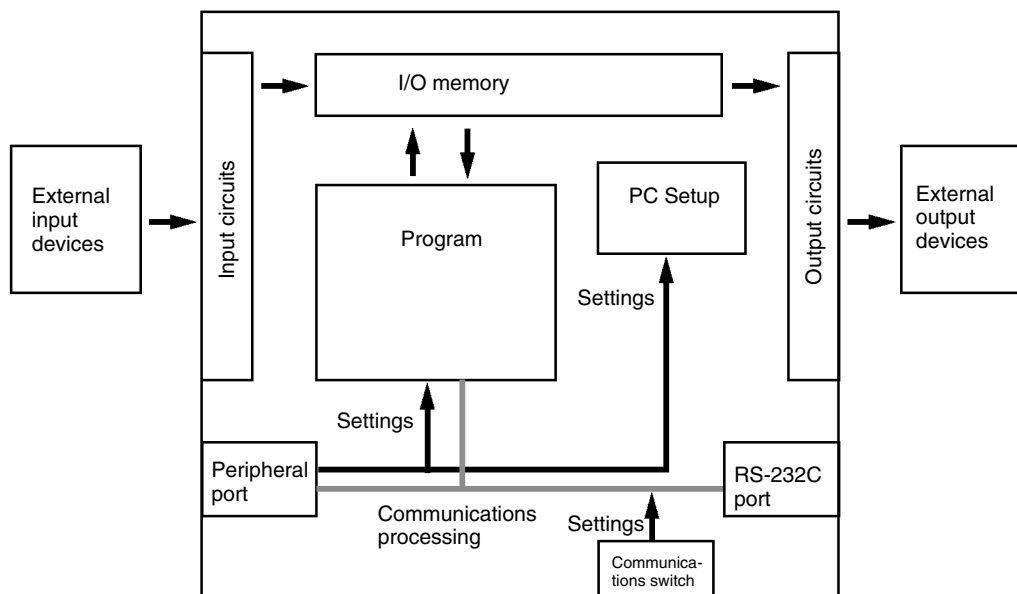 I/O memory
External
input
devices
Input circuits
Program
PC Setup
Output circuits
External
output
devices
Settings
Settings
Peripheral
port
RS-232C
port
Communications
processing
Settings
Communica-
tions switch